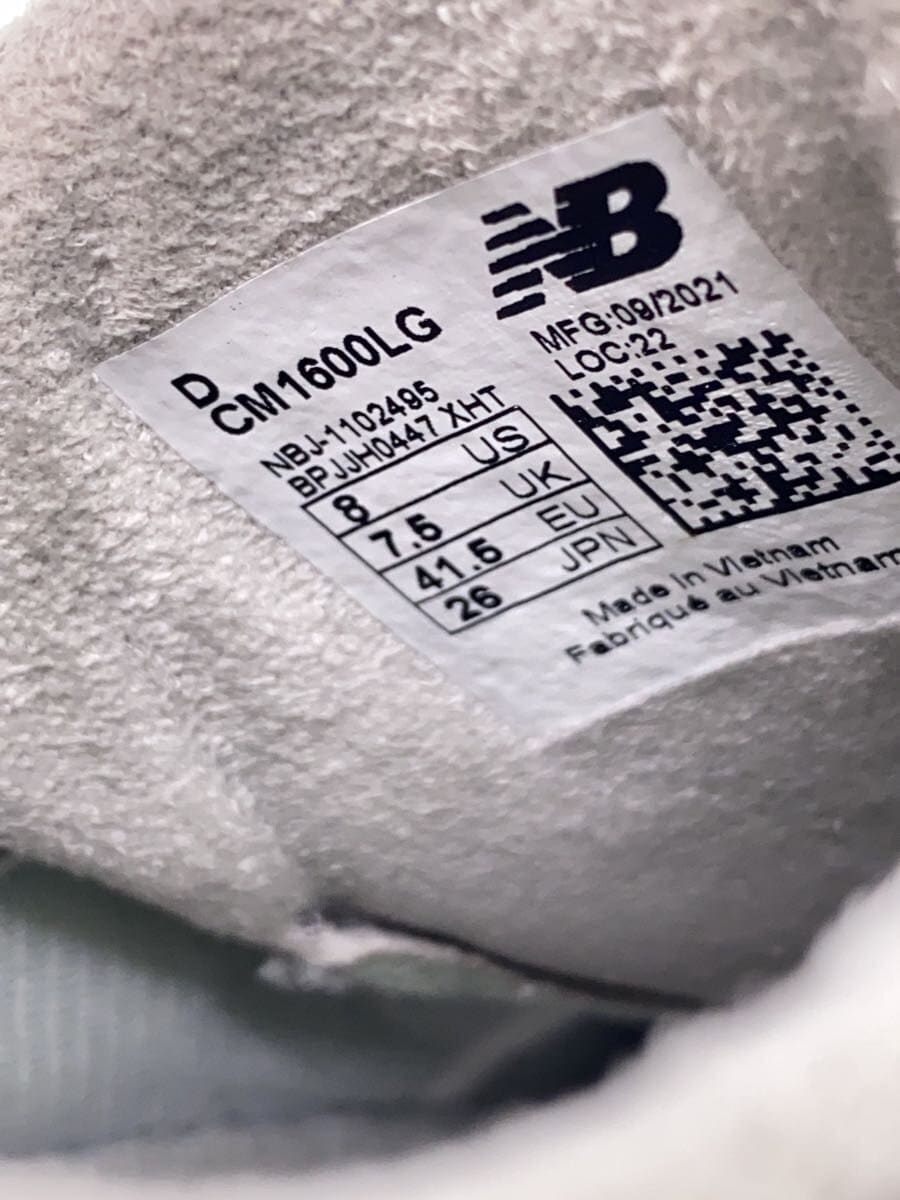 NB
MFG:09/2021
LOC:22
D
CM1600LG
NBJ-1102495
BPJJH0447 XHT
8 US
7.5 UK
41.5 EU
26 JPN
Made in Vietnam
Fabriqué au Vietnam